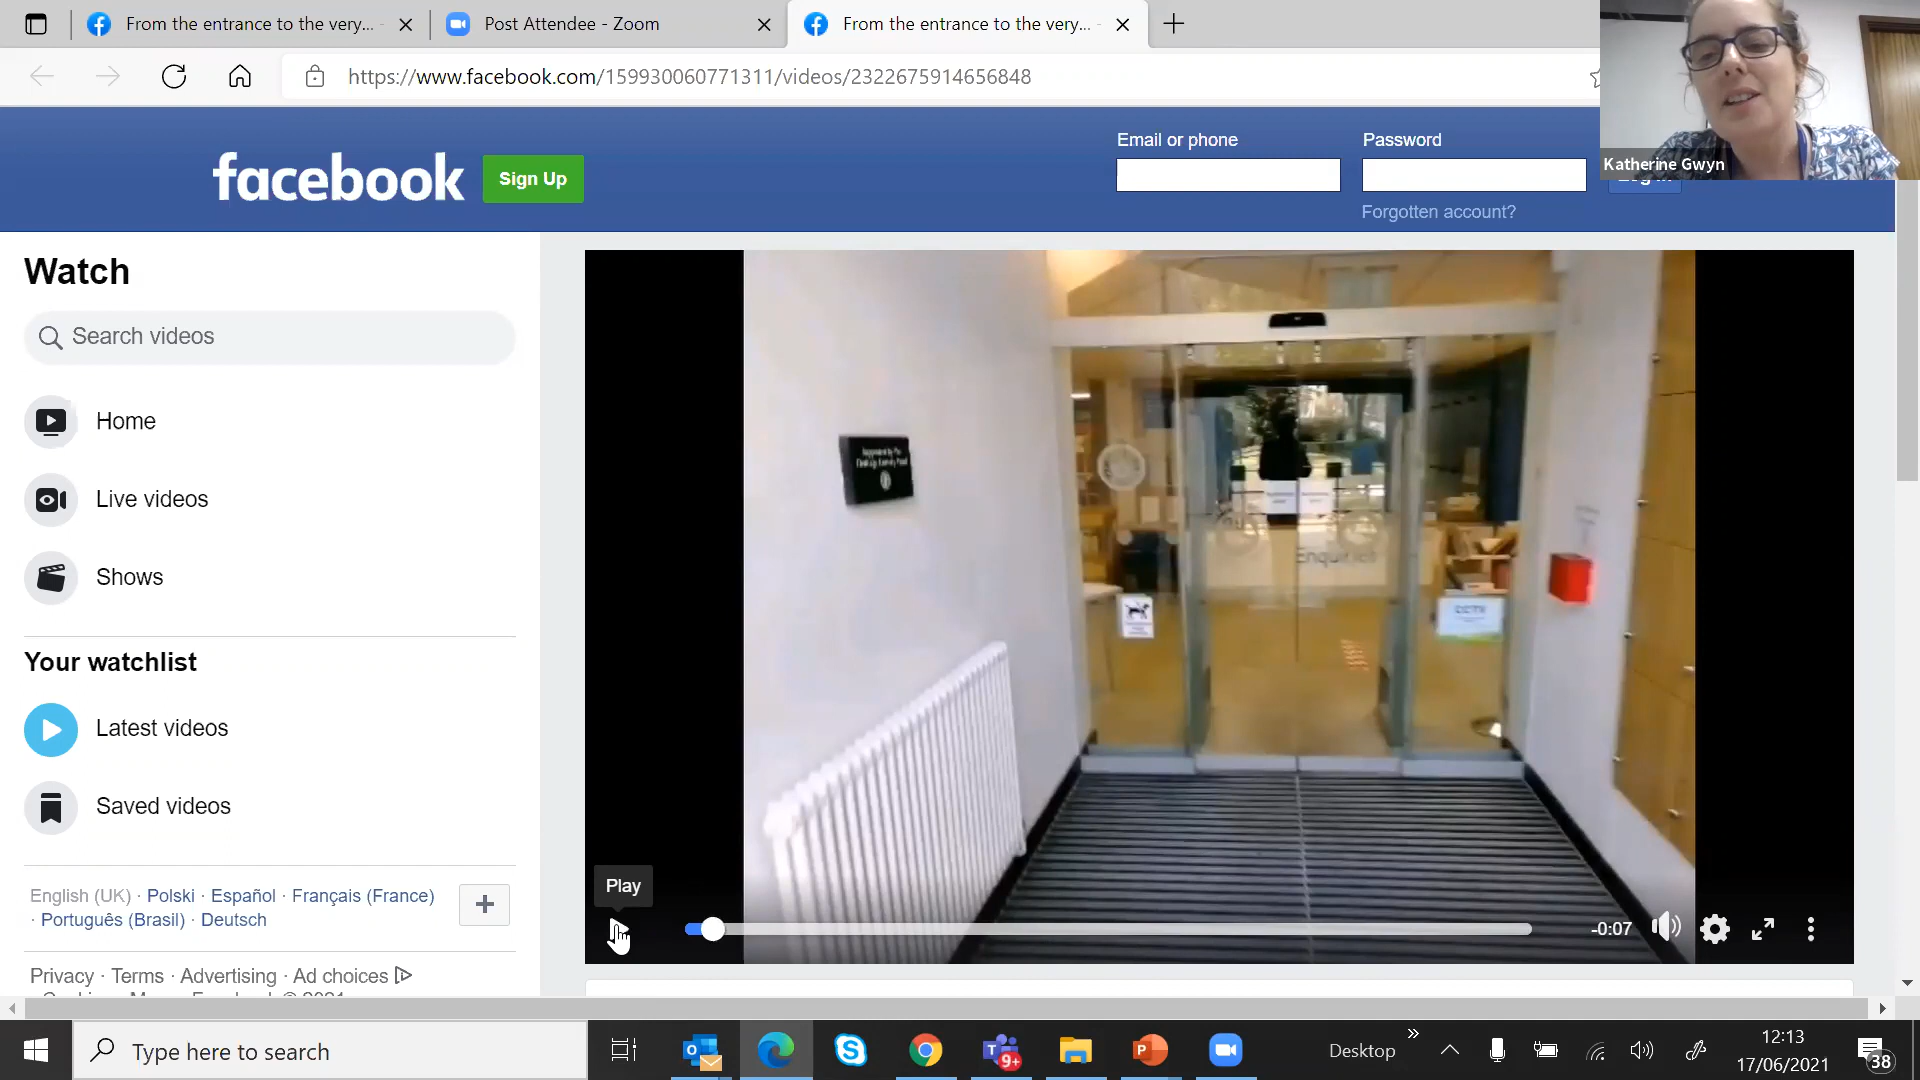 From the entrance to the very... -
Post Attendee - Zoom
From the entrance to the very... -
https://www.facebook.com/159930060771311/videos/2322675914656848
facebook
Sign Up
Email or phone
Password
Forgotten account?
Katherine Gwyn
Watch
Search videos
Home
Live videos
Shows
Your watchlist
Latest videos
Saved videos
English (UK) · Polski · Español · Français (France)
· Português (Brasil) · Deutsch
Privacy · Terms · Advertising · Ad choices
Enquiries
CCTV
Play
-0:07
Type here to search
9+
Desktop
12:13
17/06/2021
38